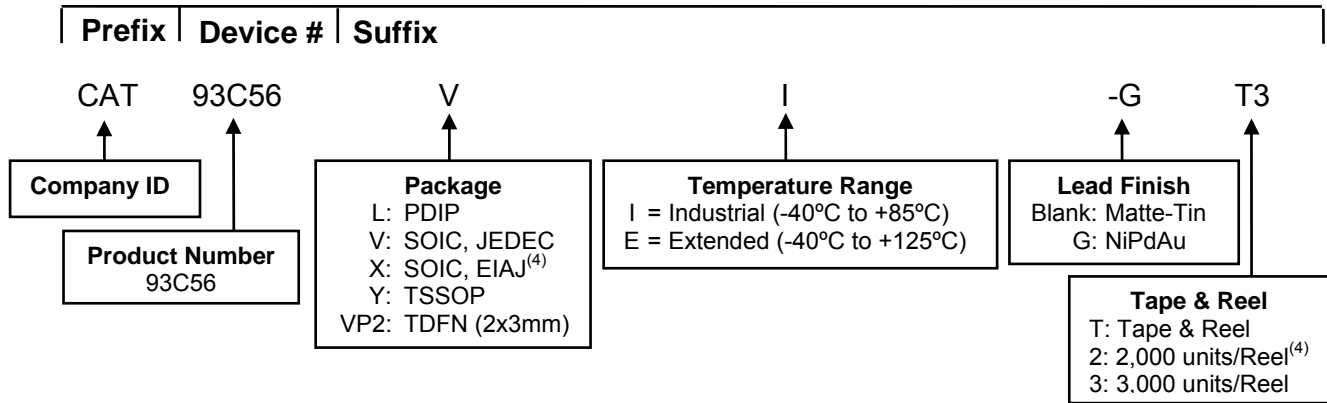 Prefix Device # Suffix
CAT 93C56 V I -G T3
Company ID
Product Number
93C56
Package
L: PDIP
V: SOIC, JEDEC
X: SOIC, EIAJ(4)
Y: TSSOP
VP2: TDFN (2x3mm)
Temperature Range
I = Industrial (-40ºC to +85ºC)
E = Extended (-40ºC to +125ºC)
Lead Finish
Blank: Matte-Tin
G: NiPdAu
Tape & Reel
T: Tape & Reel
2: 2,000 units/Reel(4)
3: 3,000 units/Reel